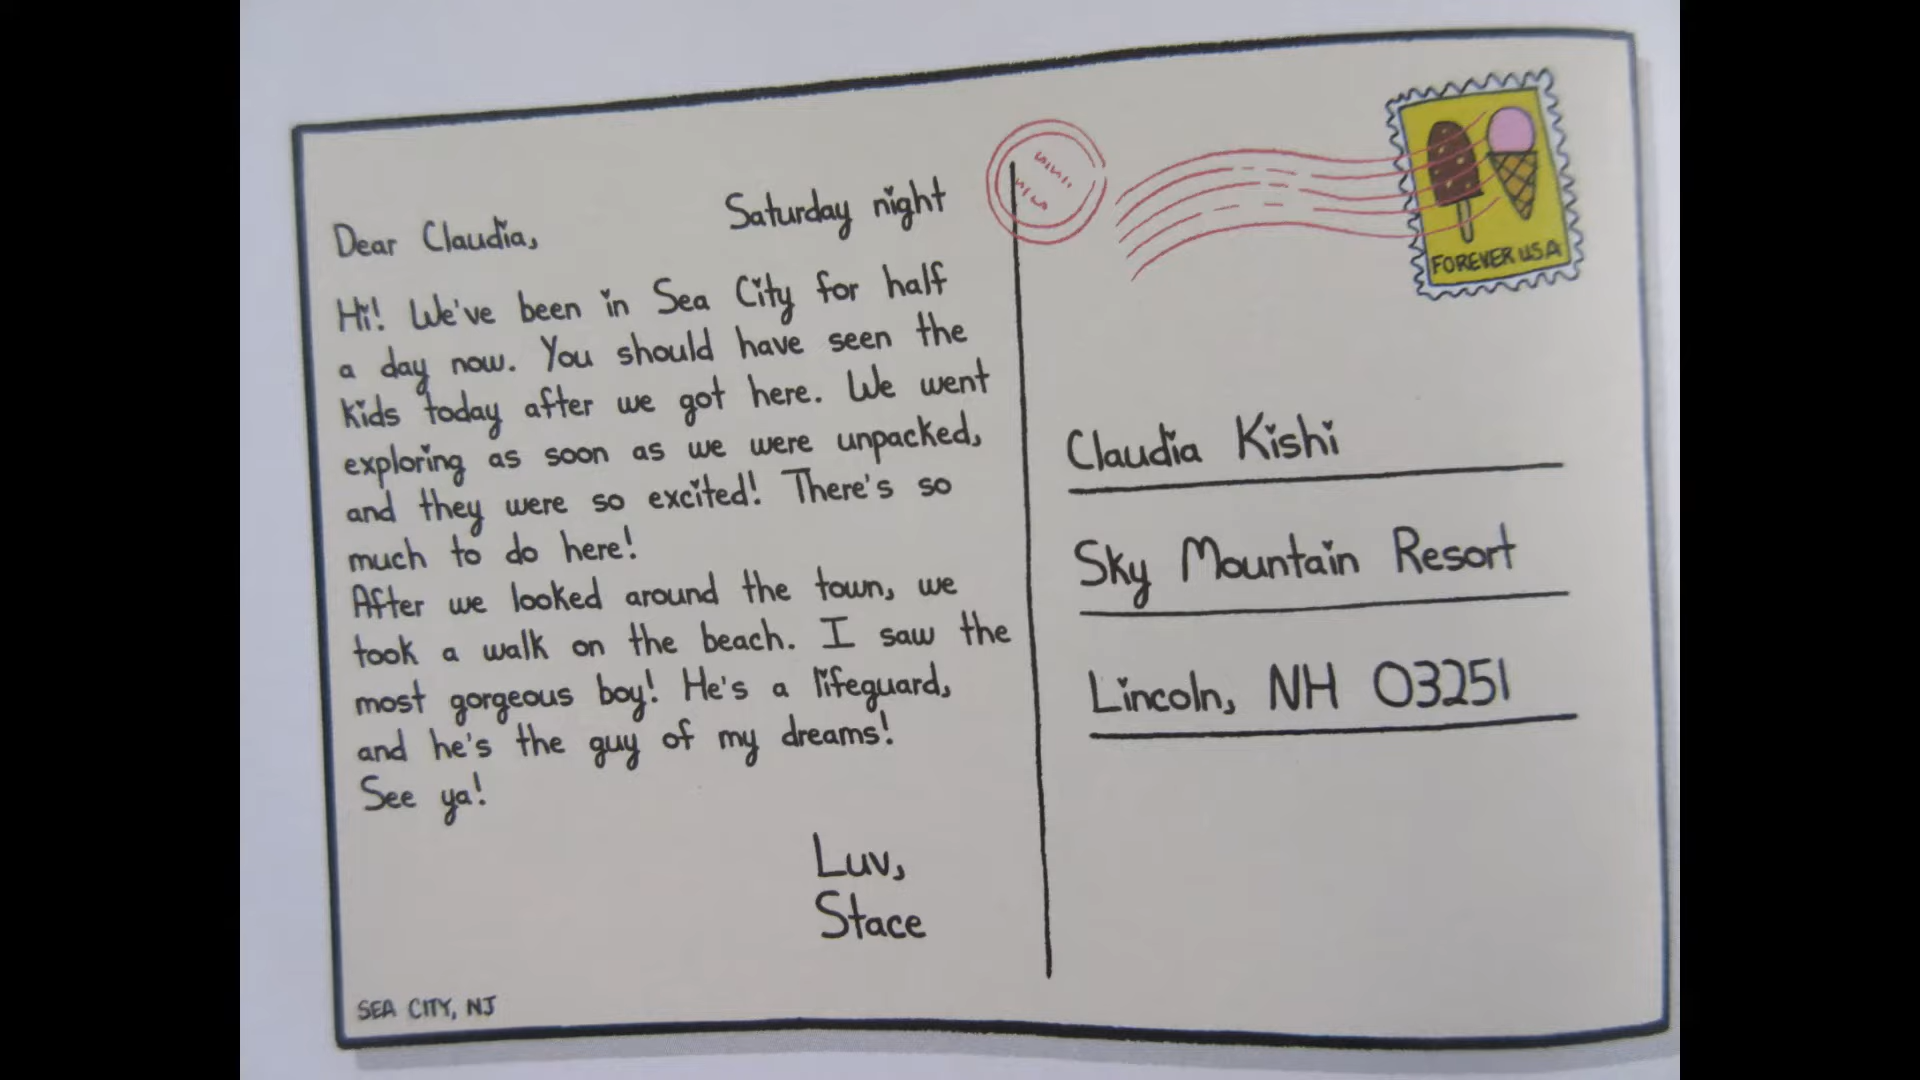 Saturday night
Dear Claudia,
Hi! We've been in Sea City for half
a day now. You should have seen the
kids today after we got here. We went
exploring as soon as we were unpacked,
and they were so excited! There's so
much to do here!
After we looked around the town, we
took a walk on the beach. I saw the
most gorgeous boy! He's a lifeguard,
and he's the guy of my dreams!
See ya!
Luv,
Stace
SEA CITY, NJ
FOREVER USA
Claudia Kishi
Sky Mountain Resort
Lincoln, NH 03251